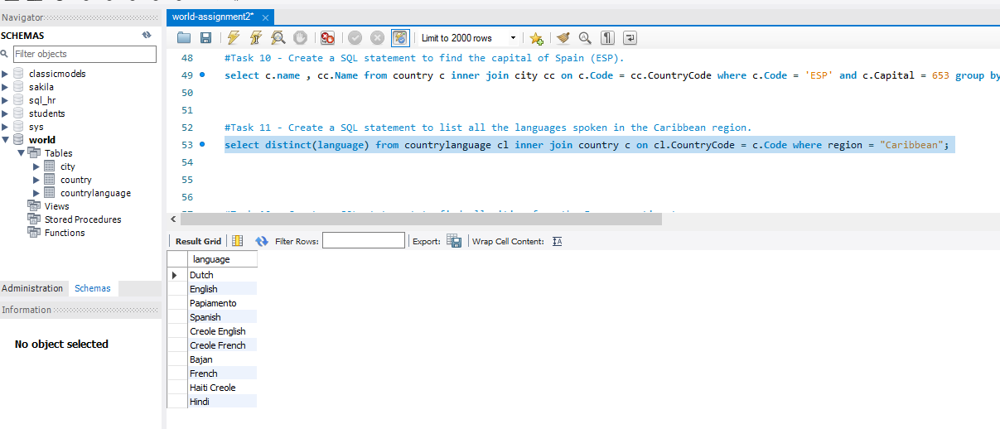 Navigator
world-assignment2* ×
SCHEMAS
Filter objects
classicmodels
sakila
sql_hr
students
sys
world
Tables
city
country
countrylanguage
Views
Stored Procedures
Functions
Administration Schemas
Information
No object selected
Limit to 2000 rows
48 #Task 10 - Create a SQL statement to find the capital of Spain (ESP).
49 select c.name , cc.Name from country c inner join city cc on c.Code = cc.CountryCode where c.Code = 'ESP' and c.Capital = 653 group by
50
51
52 #Task 11 - Create a SQL statement to list all the languages spoken in the Caribbean region.
53 select distinct(language) from countrylanguage cl inner join country c on cl.CountryCode = c.Code where region = "Caribbean";
54
55
56
Result Grid Filter Rows: Export: Wrap Cell Content: IA
language
Dutch
English
Papiamento
Spanish
Creole English
Creole French
Bajan
French
Haiti Creole
Hindi